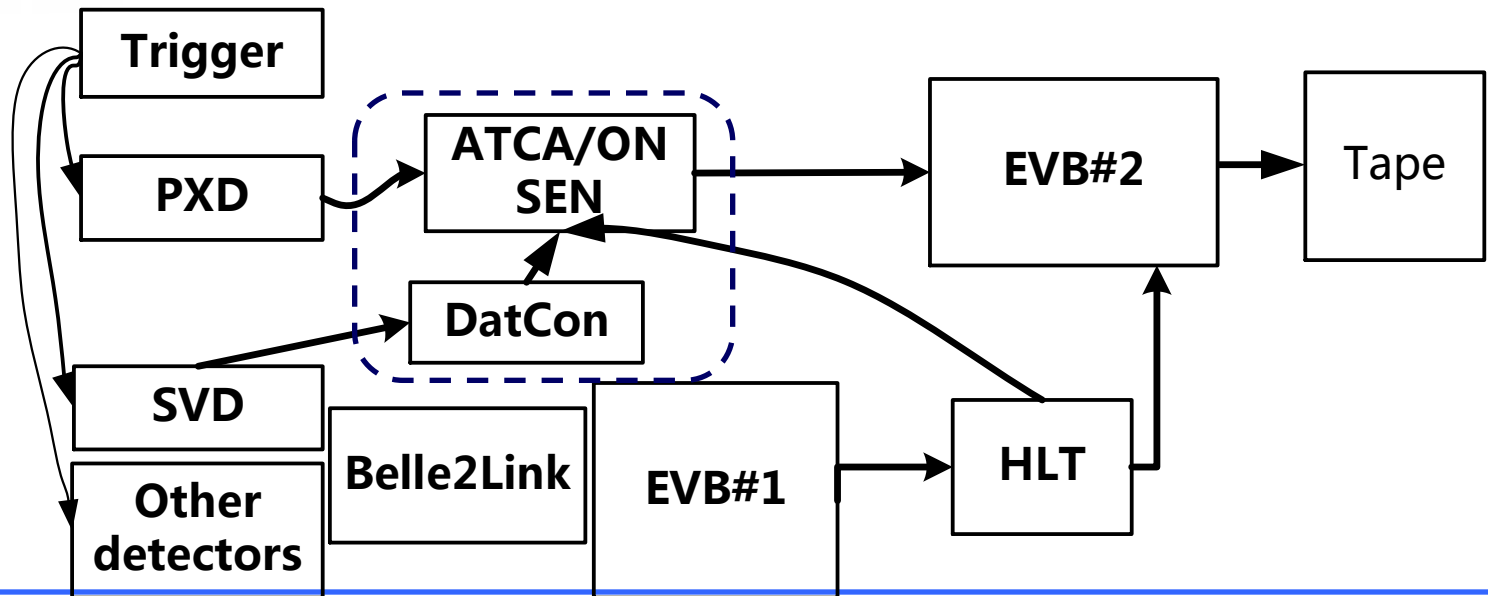 Trigger
ATCA/ON
SEN
EVB#2
Tape
PXD
DatCon
SVD
Belle2Link
EVB#1
HLT
Other
detectors